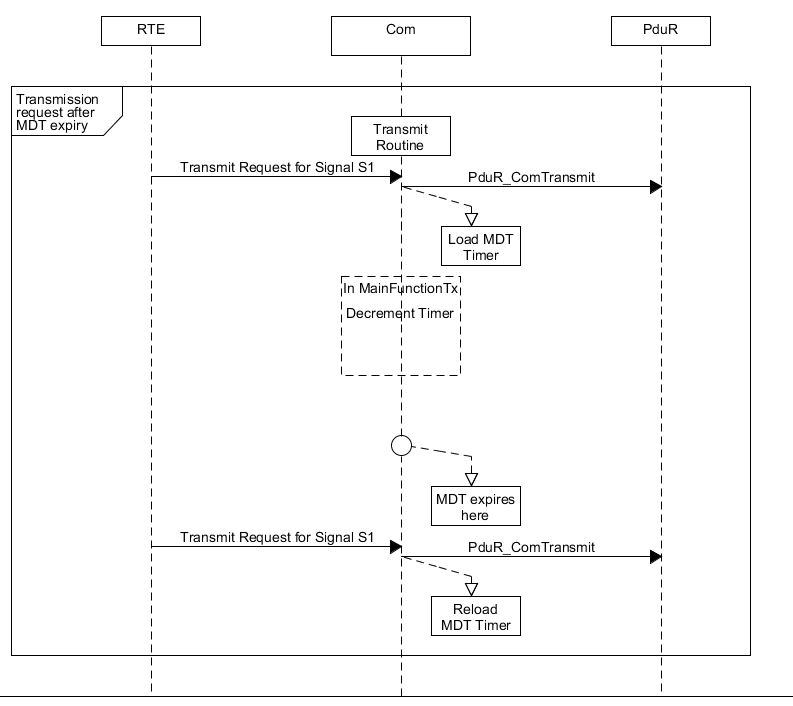 RTE
Com
PduR
Transmission
request after
MDT expiry
Transmit
Routine
Transmit Request for Signal S1
PduR_ComTransmit
Load MDT
Timer
In MainFunctionTx
Decrement Timer
MDT expires
here
Transmit Request for Signal S1
PduR_ComTransmit
Reload
MDT Timer